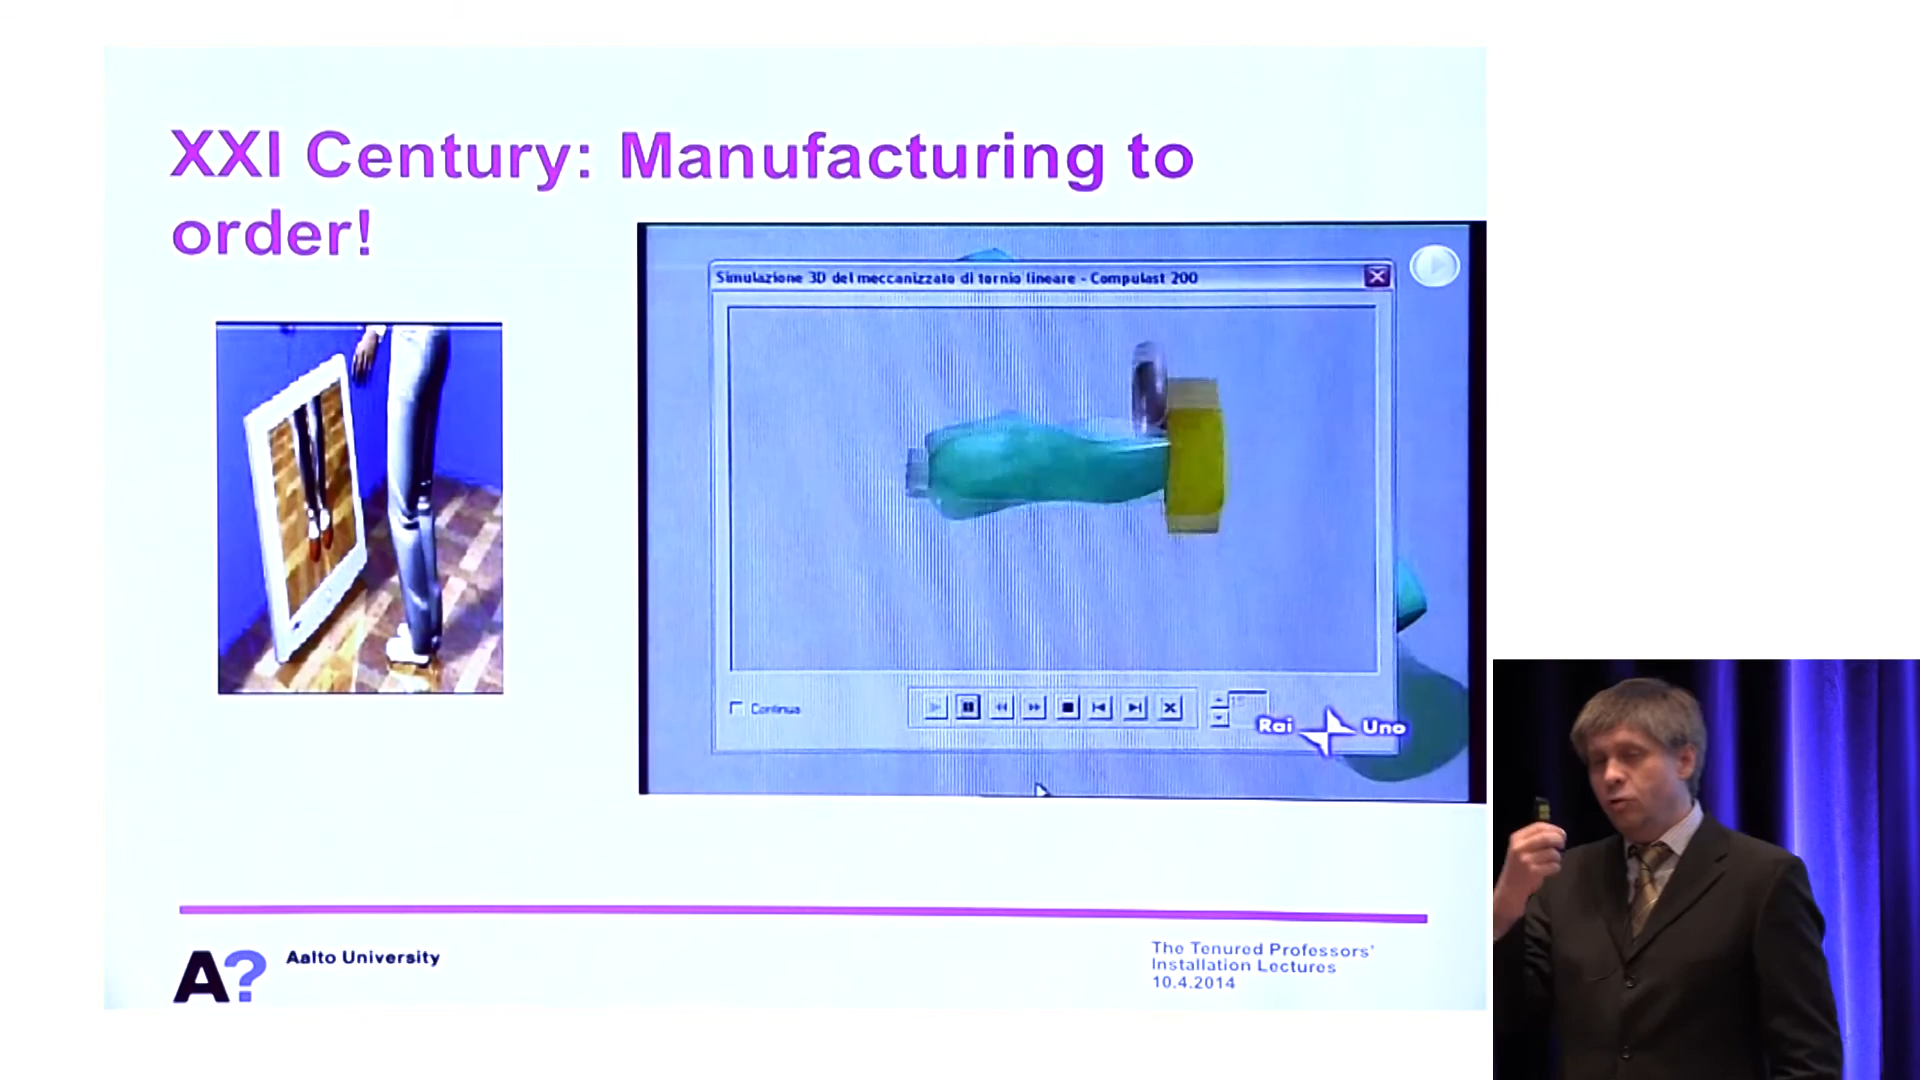 XXI Century: Manufacturing to
order!
Simulazione 3D del meccanizzato di tornio lineare - Compulast 200
Continua
Rai Uno
A?
Aalto University
The Tenured Professors'
Installation Lectures
10.4.2014